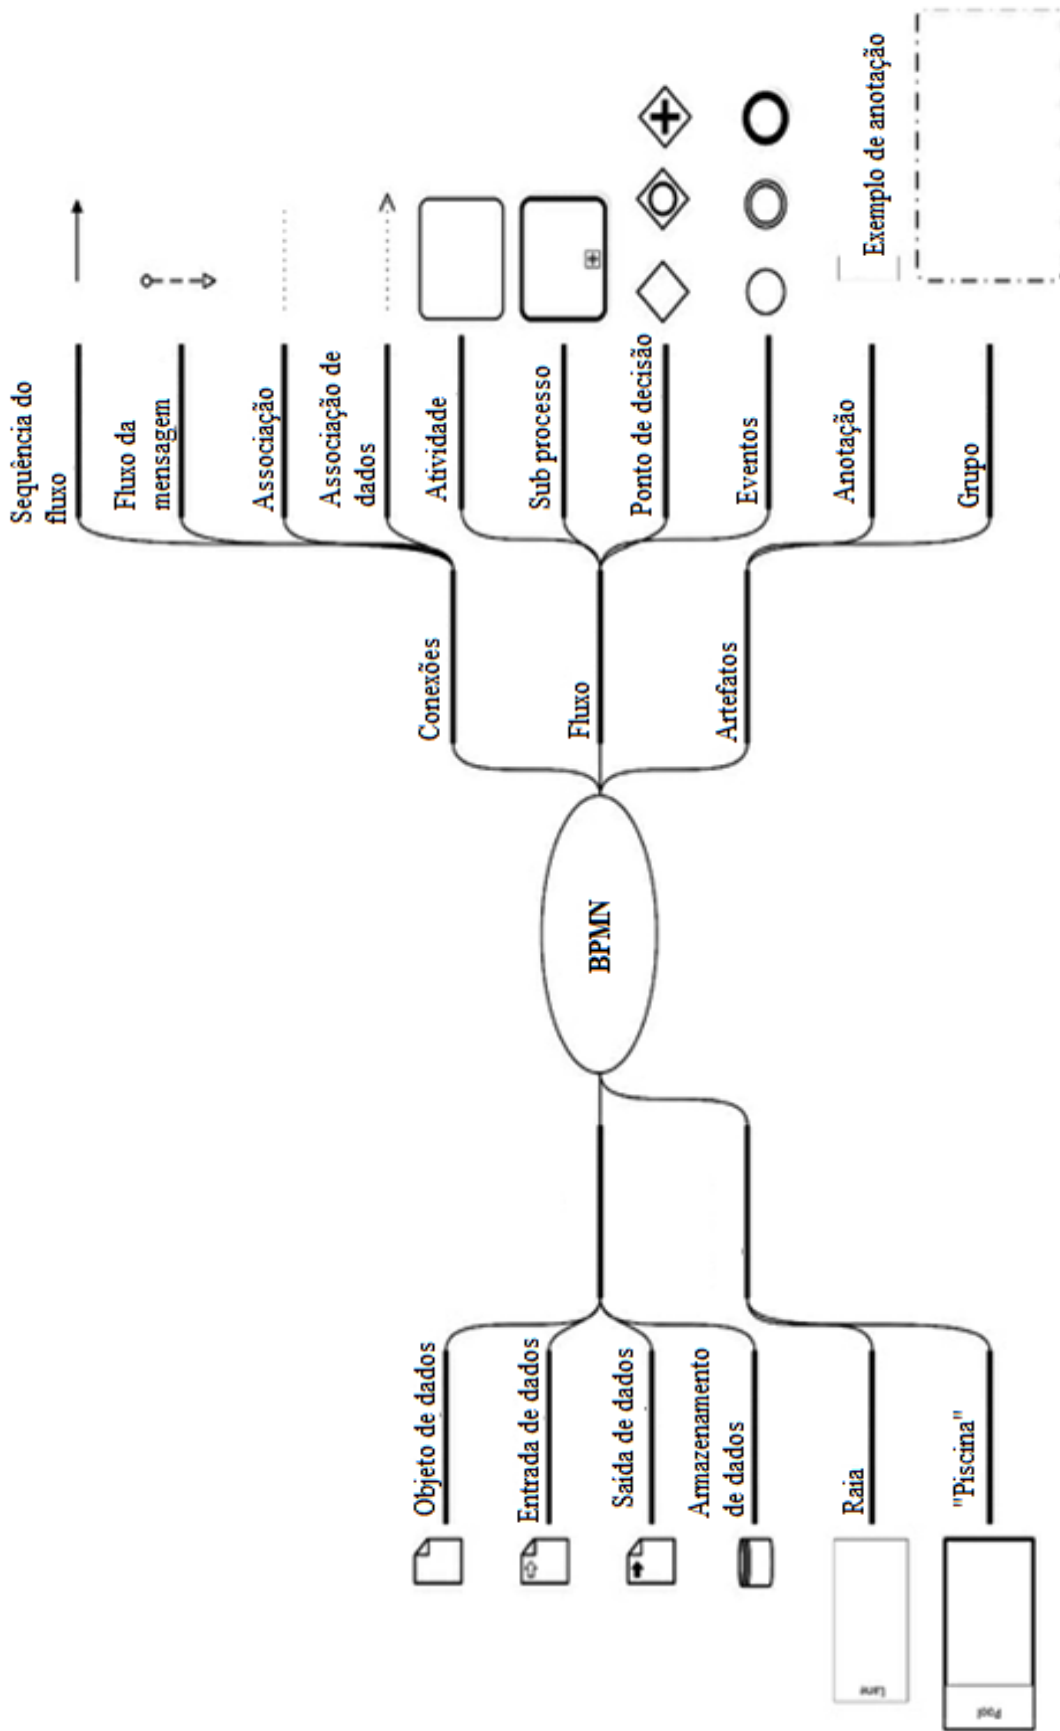 Sequência do
fluxo
Fluxo da
mensagem
Associação
Associação de
dados
Atividade
Sub processo
Ponto de decisão
Eventos
Anotação
Exemplo de anotação
Grupo
Conexões
Fluxo
Artefatos
BPMN
Objeto de dados
Entrada de dados
Saída de dados
Armazenamento
de dados
Raia
Lane
"Piscina"
Pool